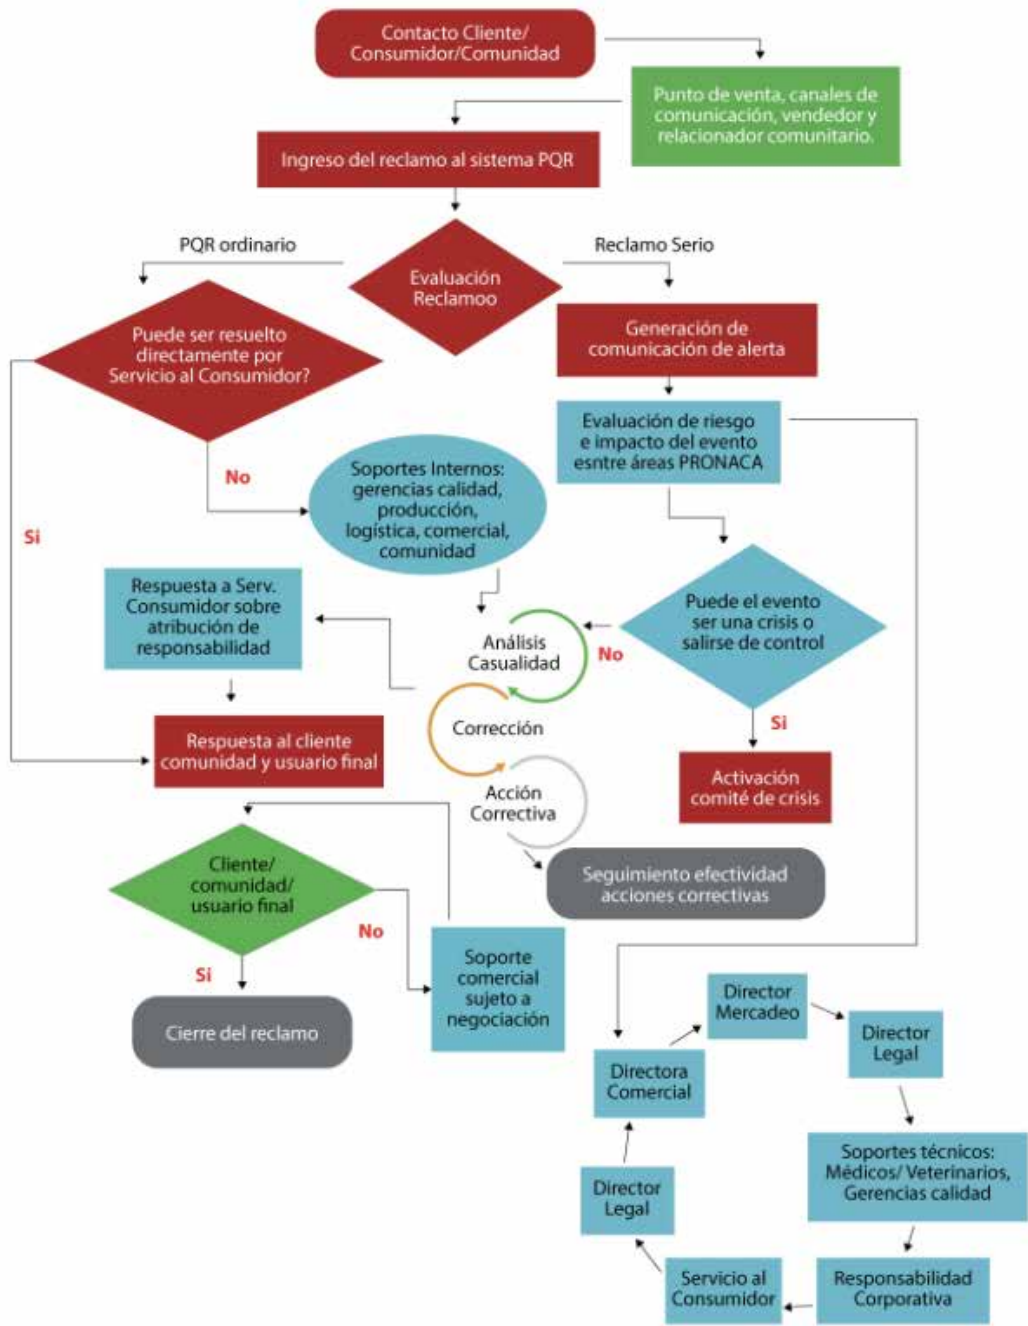 Contacto Cliente/
Consumidor/Comunidad
Punto de venta, canales de
comunicación, vendedor y
relacionador comunitario.
Ingreso del reclamo al sistema PQR
PQR ordinario
Evaluación
Reclamoo
Reclamo Serio
Puede ser resuelto
directamente por
Servicio al Consumidor?
Generación de
comunicación de alerta
Evaluación de riesgo
e impacto del evento
esntre áreas PRONACA
No
Si
Soportes Internos:
gerencias calidad,
producción,
logística, comercial,
comunidad
Respuesta a Serv.
Consumidor sobre
atribución de
responsabilidad
Puede el evento
ser una crisis o
salirse de control
No
Si
Análisis
Casualidad
Corrección
Acción
Correctiva
Respuesta al cliente
comunidad y usuario final
Activación
comité de crisis
Seguimiento efectividad
acciones correctivas
Cliente/
comunidad/
usuario final
No
Si
Soporte
comercial
sujeto a
negociación
Cierre del reclamo
Directora
Comercial
Director
Mercadeo
Director
Legal
Soportes técnicos:
Médicos/ Veterinarios,
Gerencias calidad
Responsabilidad
Corporativa
Servicio al
Consumidor
Director
Legal